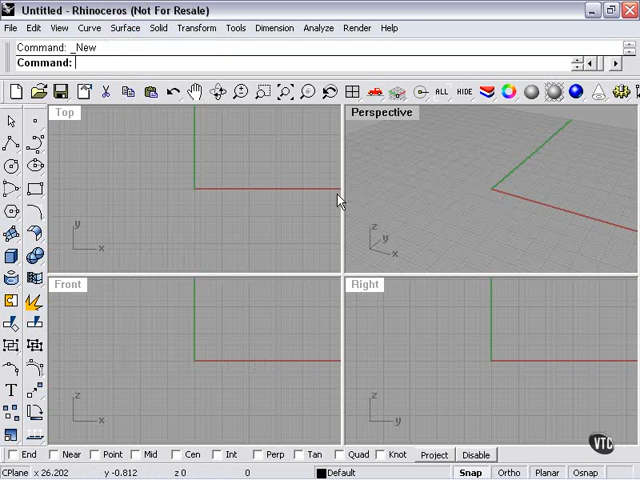 Untitled - Rhinoceros (Not For Resale)
File Edit View Curve Surface Solid Transform Tools Dimension Analyze Render Help
Command: _New
Command:
ALL HIDE
Top
Perspective
y
x
z
y
x
Front
Right
z
x
z
y
T
VTC
End Near Point Mid Cen Int Perp Tan Quad Knot Project Disable
CPlane x 26.202 y -0.812 z 0 0 Default Snap Ortho Planar Osnap